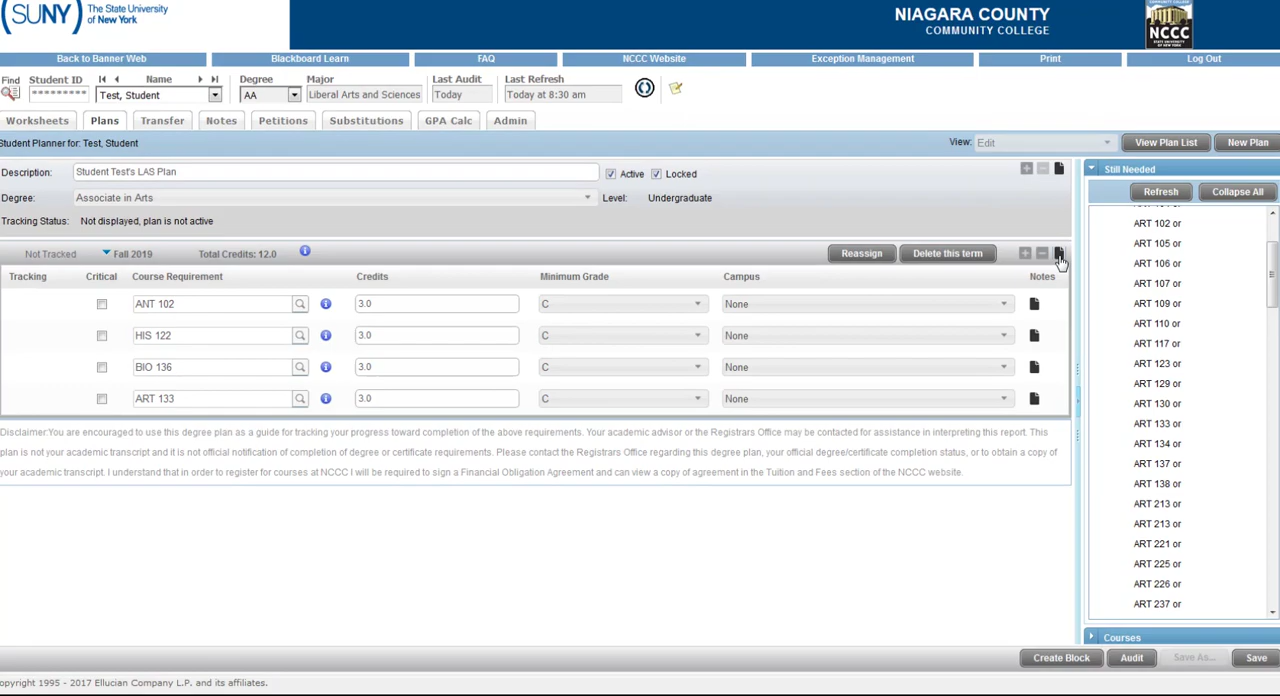 SUNY The State University
of New York
NIAGARA COUNTY
COMMUNITY COLLEGE
NCCC
Back to Banner Web Blackboard Learn FAQ NCCC Website Exception Management Print Log Out
Find Student ID Name Degree Major Last Audit Last Refresh
********* Test, Student AA Liberal Arts and Sciences Today Today at 8:30 am
Worksheets Plans Transfer Notes Petitions Substitutions GPA Calc Admin
Student Planner for: Test, Student View: Edit View Plan List New Plan
Description: Student Test's LAS Plan Active Locked
Degree: Associate in Arts Level: Undergraduate
Tracking Status: Not displayed, plan is not active
Not Tracked Fall 2019 Total Credits: 12.0 Reassign Delete this term
Tracking Critical Course Requirement Credits Minimum Grade Campus Notes
ANT 102 3.0 C None
HIS 122 3.0 C None
BIO 136 3.0 C None
ART 133 3.0 C None
Disclaimer:You are encouraged to use this degree plan as a guide for tracking your progress toward completion of the above requirements. Your academic advisor or the Registrars Office may be contacted for assistance in interpreting this report. This
plan is not your academic transcript and it is not official notification of completion of degree or certificate requirements. Please contact the Registrars Office regarding this degree plan, your official degree/certificate completion status, or to obtain a copy of
your academic transcript. I understand that in order to register for courses at NCCC I will be required to sign a Financial Obligation Agreement and can view a copy of agreement in the Tuition and Fees section of the NCCC website.
Still Needed
Refresh Collapse All
ART 102 or
ART 105 or
ART 106 or
ART 107 or
ART 109 or
ART 110 or
ART 117 or
ART 123 or
ART 129 or
ART 130 or
ART 133 or
ART 134 or
ART 137 or
ART 138 or
ART 213 or
ART 213 or
ART 221 or
ART 225 or
ART 226 or
ART 237 or
Courses
Create Block Audit Save As... Save
opyright 1995 - 2017 Ellucian Company L.P. and its affiliates.